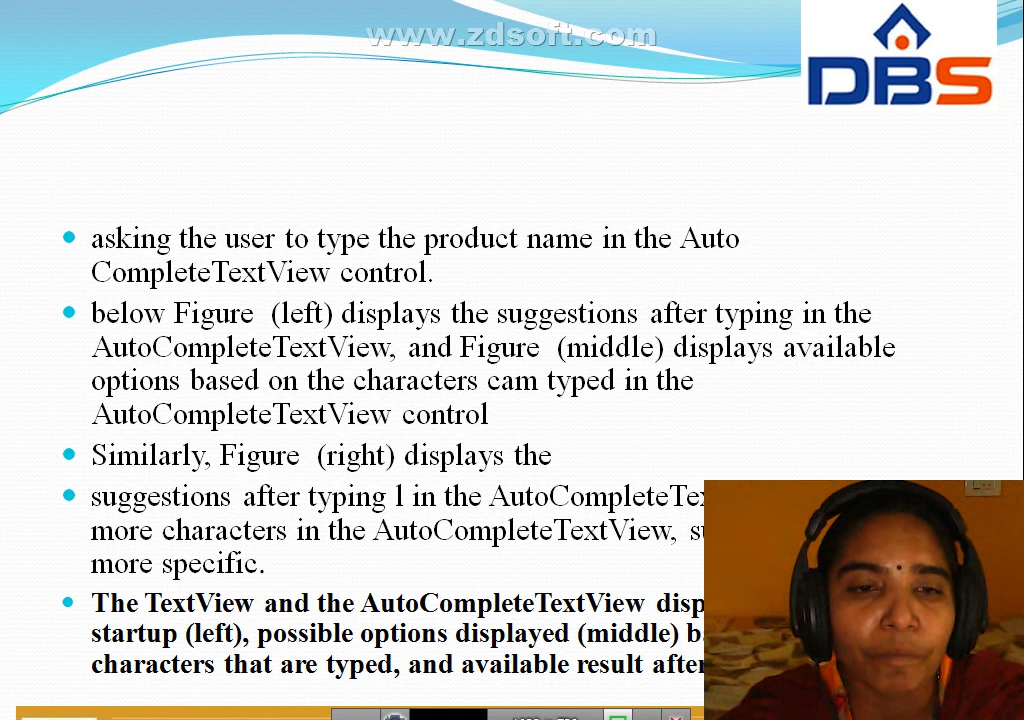 www.zdsoft.com
DBS
asking the user to type the product name in the Auto
CompleteTextView control.
below Figure (left) displays the suggestions after typing in the
AutoCompleteTextView, and Figure (middle) displays available
options based on the characters cam typed in the
AutoCompleteTextView control
Similarly, Figure (right) displays the
suggestions after typing l in the AutoCompleteTex
more characters in the AutoCompleteTextView, su
more specific.
The TextView and the AutoCompleteTextView disp
startup (left), possible options displayed (middle) b
characters that are typed, and available result after